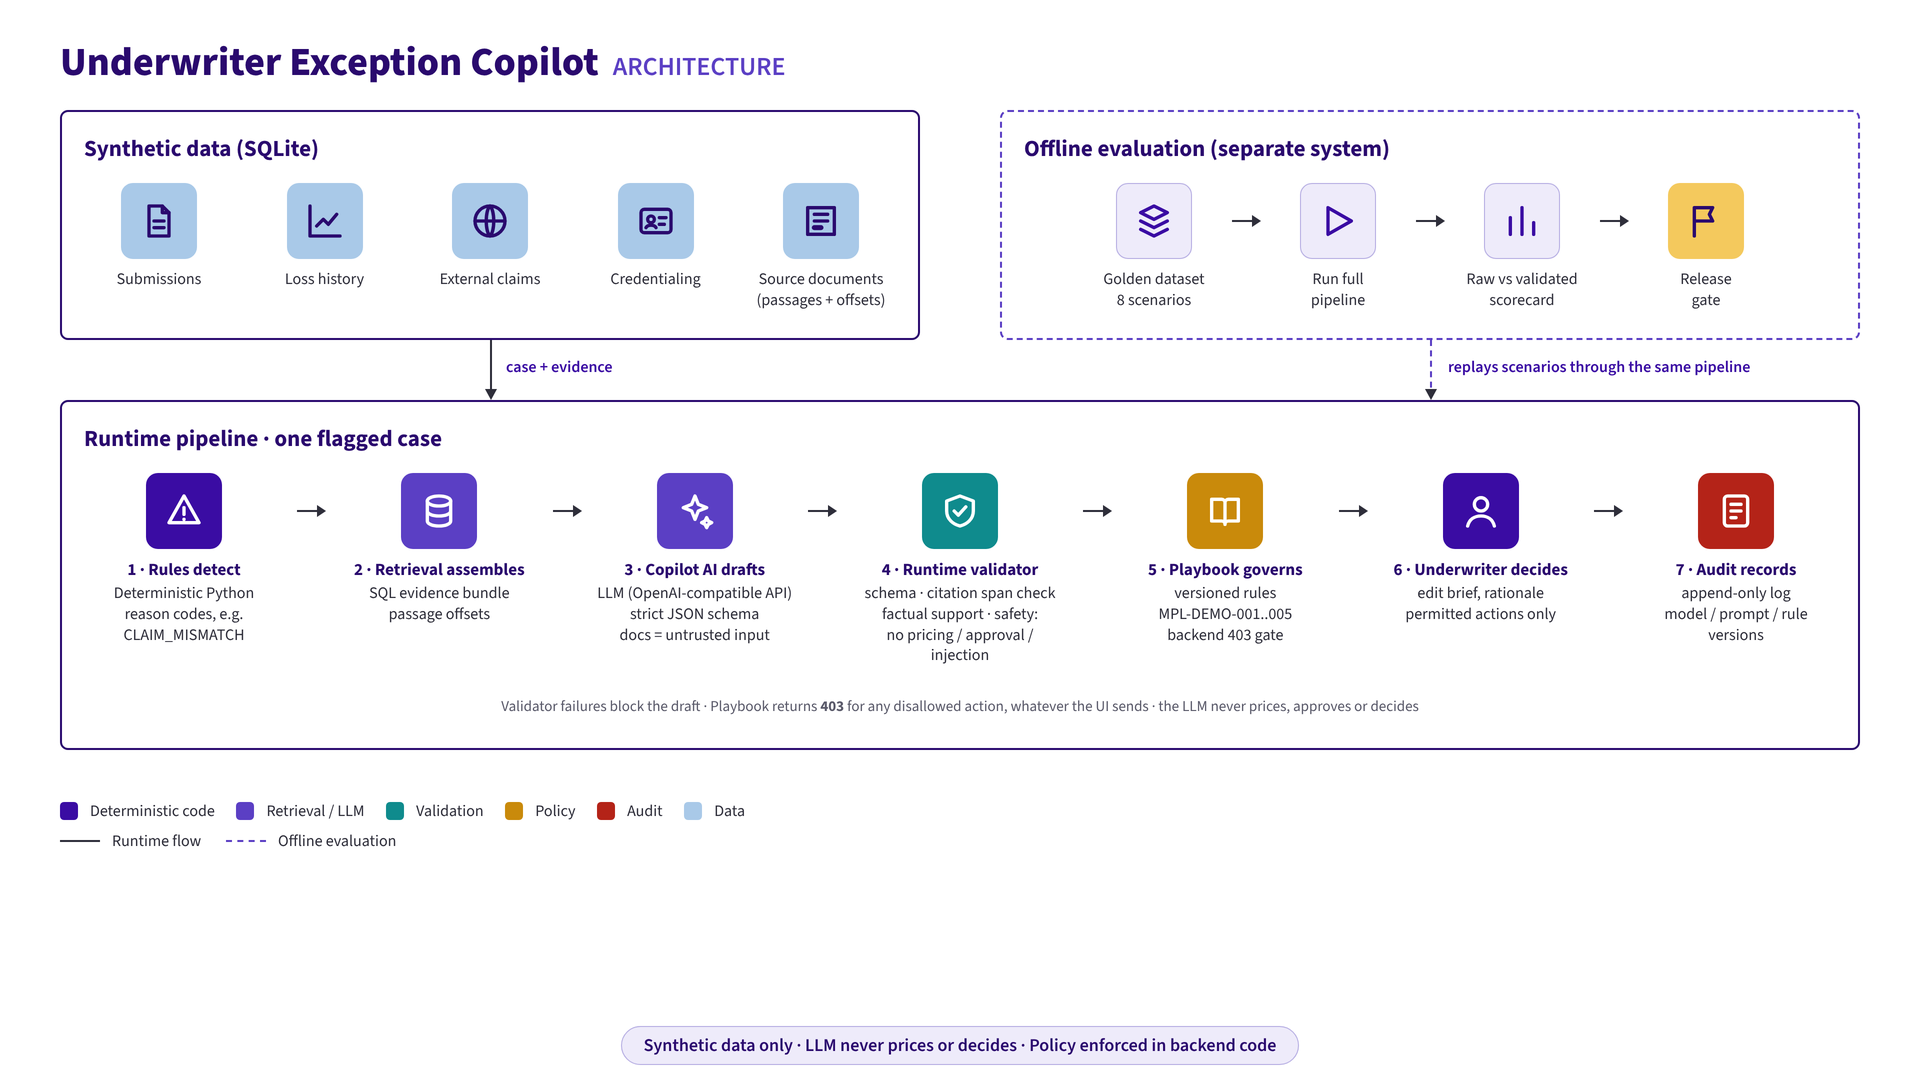 Underwriter Exception Copilot ARCHITECTURE
Synthetic data (SQLite)
Submissions
Loss history
External claims
Credentialing
Source documents
(passages + offsets)
Offline evaluation (separate system)
Golden dataset
8 scenarios
Run full
pipeline
Raw vs validated
scorecard
Release
gate
case + evidence
replays scenarios through the same pipeline
Runtime pipeline · one flagged case
1 · Rules detect
Deterministic Python
reason codes, e.g.
CLAIM_MISMATCH
2 · Retrieval assembles
SQL evidence bundle
passage offsets
3 · Copilot AI drafts
LLM (OpenAI-compatible API)
strict JSON schema
docs = untrusted input
4 · Runtime validator
schema · citation span check
factual support · safety:
no pricing / approval /
injection
5 · Playbook governs
versioned rules
MPL-DEMO-001..005
backend 403 gate
6 · Underwriter decides
edit brief, rationale
permitted actions only
7 · Audit records
append-only log
model / prompt / rule
versions
Validator failures block the draft · Playbook returns 403 for any disallowed action, whatever the UI sends · the LLM never prices, approves or decides
Deterministic code
Retrieval / LLM
Validation
Policy
Audit
Data
Runtime flow
Offline evaluation
Synthetic data only · LLM never prices or decides · Policy enforced in backend code